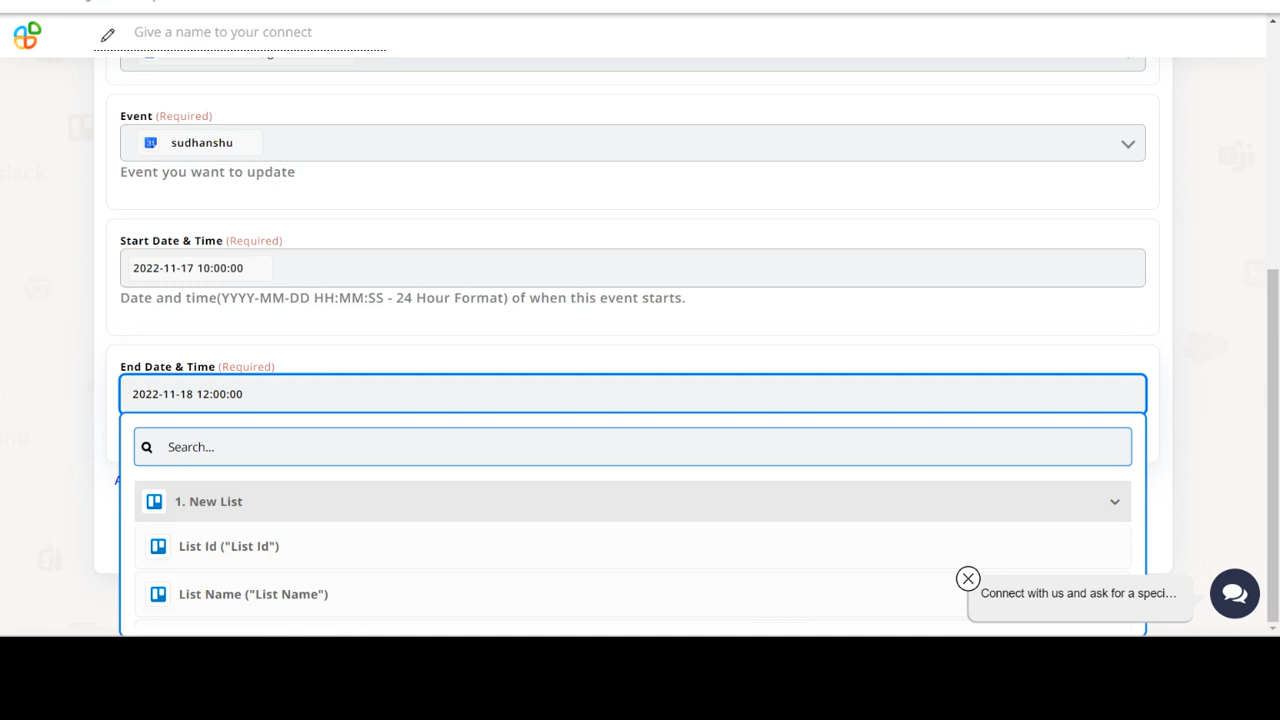 Give a name to your connect
Event (Required)
31 sudhanshu
Event you want to update
Start Date & Time (Required)
2022-11-17 10:00:00
Date and time(YYYY-MM-DD HH:MM:SS - 24 Hour Format) of when this event starts.
End Date & Time (Required)
2022-11-18 12:00:00
Search...
1. New List
List Id ("List Id")
List Name ("List Name")
Connect with us and ask for a speci...